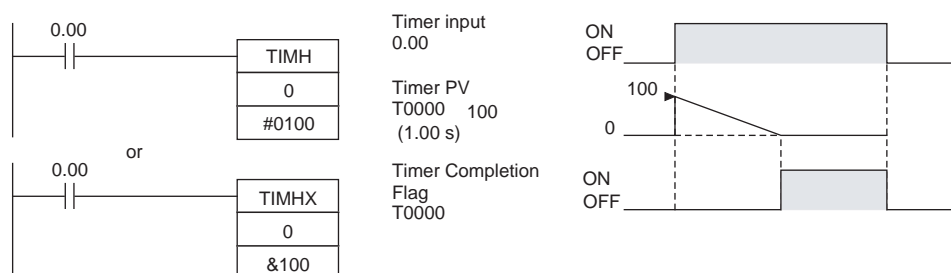 0.00
TIMH
0
#0100
or
0.00
TIMHX
0
&100
Timer input
0.00
Timer PV
T0000 100
(1.00 s)
Timer Completion
Flag
T0000
ON
OFF
100
0
ON
OFF